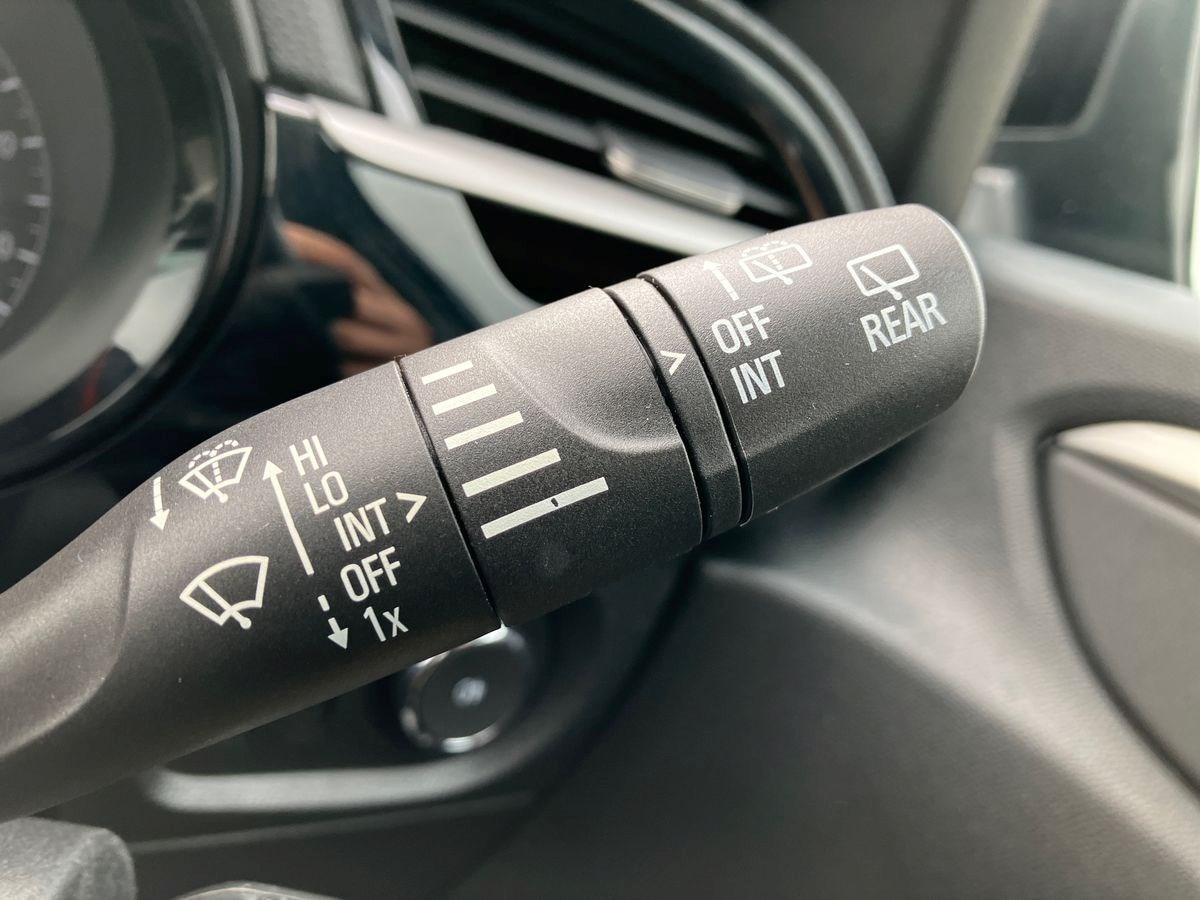 HI
LO
INT >
OFF
1x
>
OFF
INT
REAR